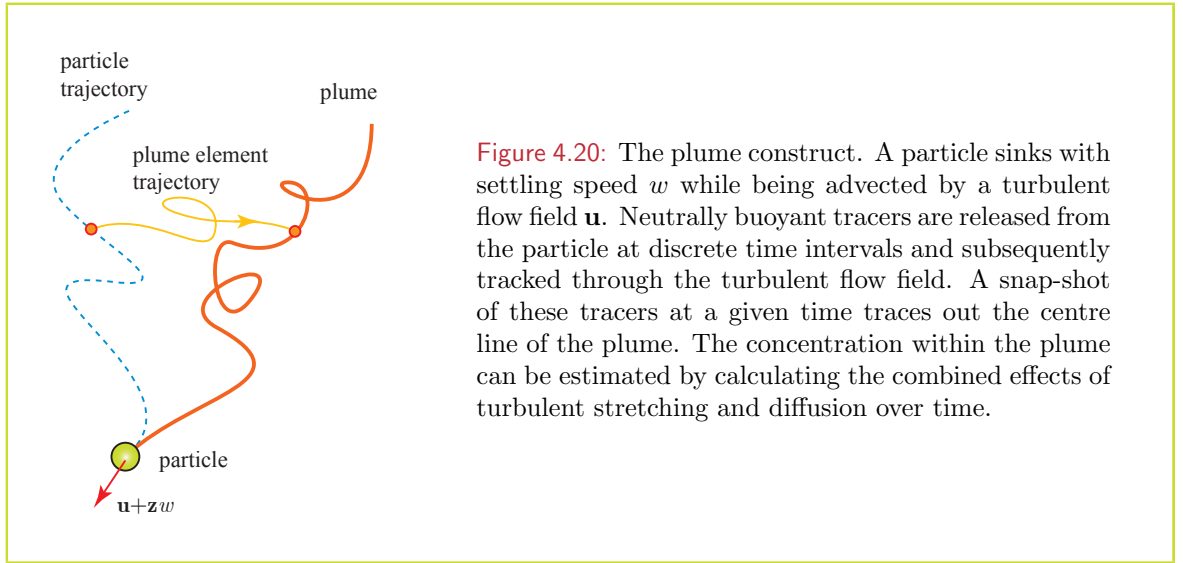 particle
trajectory
plume
plume element
trajectory
particle
u+zw
Figure 4.20: The plume construct. A particle sinks with
settling speed w while being advected by a turbulent
flow field u. Neutrally buoyant tracers are released from
the particle at discrete time intervals and subsequently
tracked through the turbulent flow field. A snap-shot
of these tracers at a given time traces out the centre
line of the plume. The concentration within the plume
can be estimated by calculating the combined effects of
turbulent stretching and diffusion over time.